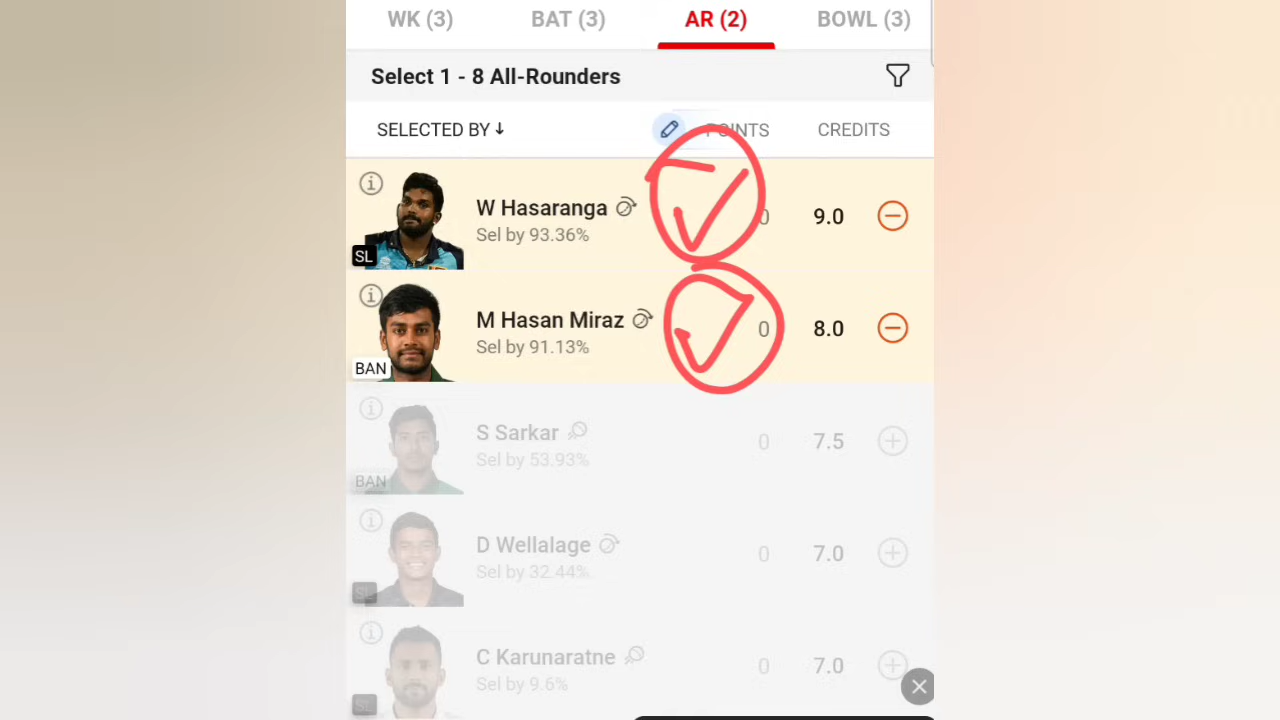 WK (3) BAT (3) AR (2) BOWL (3)
Select 1 - 8 All-Rounders
SELECTED BY POINTS CREDITS
W Hasaranga 0 9.0
Sel by 93.36%
SL
M Hasan Miraz 0 8.0
Sel by 91.13%
BAN
S Sarkar 0 7.5
Sel by 53.93%
BAN
D Wellalage 0 7.0
Sel by 32.44%
SL
C Karunaratne 0 7.0
Sel by 9.6%
SL